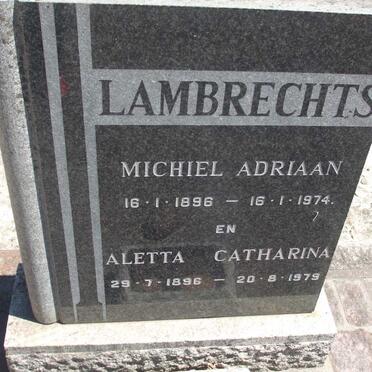 LAMBRECHTS
MICHIEL ADRIAAN
16·1·1896 — 16·1·1974.
EN
ALETTA CATHARINA
29·7·1896 — 20·8·1979